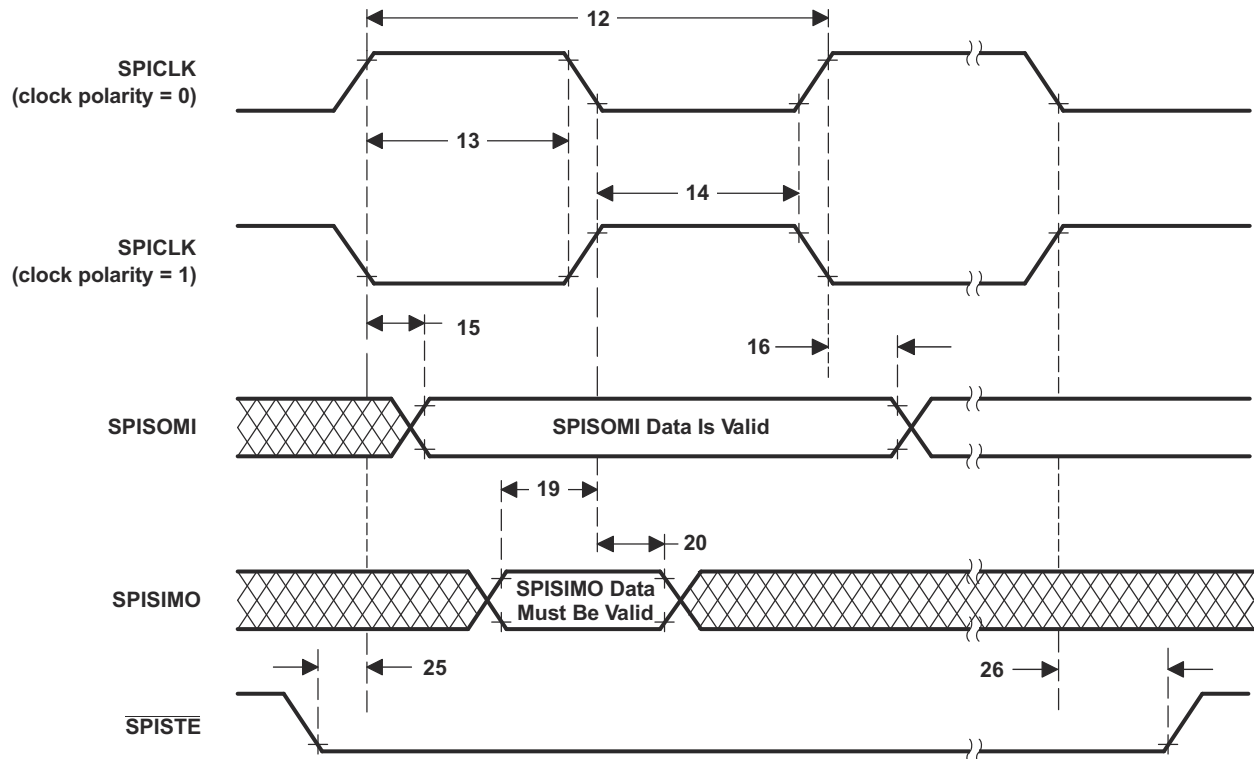 12
SPICLK
(clock polarity = 0)
13
14
SPICLK
(clock polarity = 1)
15
16
SPISOMI
SPISOMI Data Is Valid
19
20
SPISIMO
SPISIMO Data
Must Be Valid
25
26
SPISTE